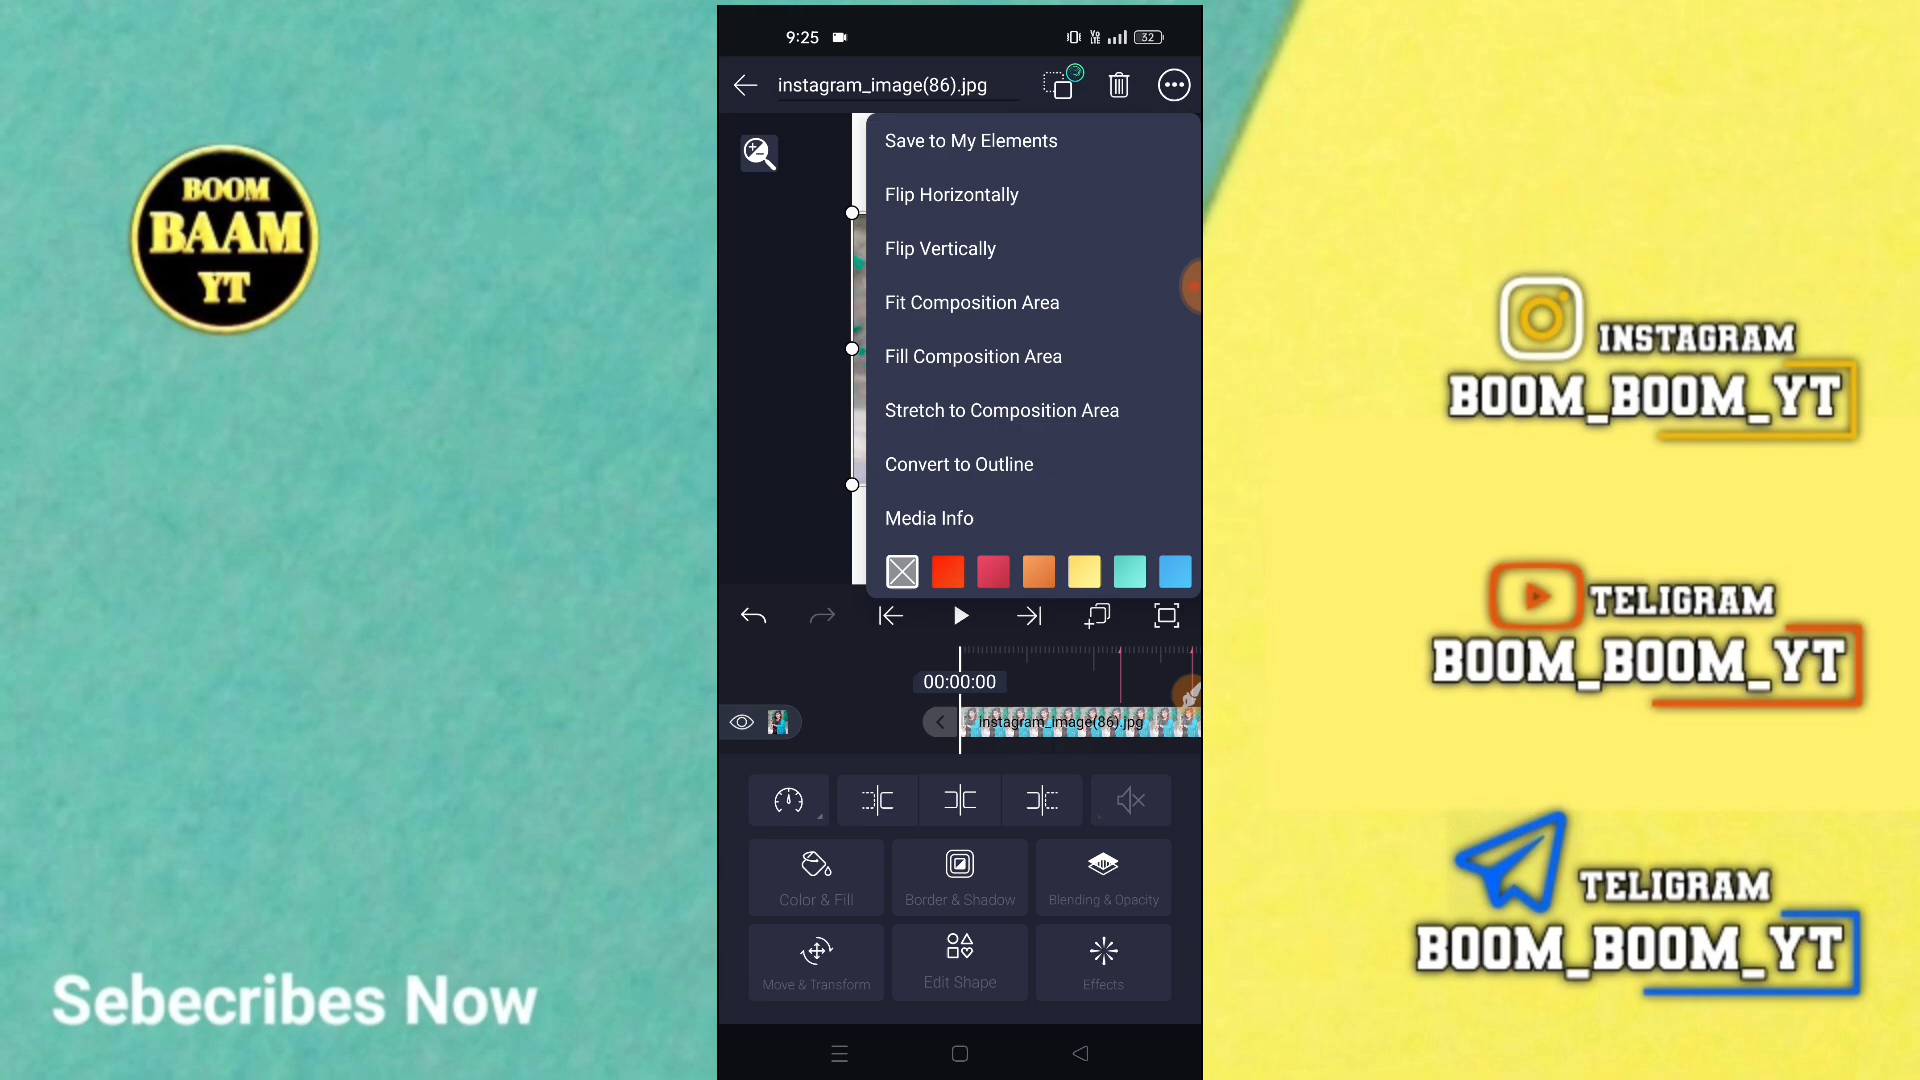 BOOM
BAAM
YT
Sebecribes Now
9:25
Vo
LTE
32
instagram_image(86).jpg
Save to My Elements
Flip Horizontally
Flip Vertically
Fit Composition Area
Fill Composition Area
Stretch to Composition Area
Convert to Outline
Media Info
00:00:00
instagram_image(86).jpg
Color & Fill
Border & Shadow
Blending & Opacity
Move & Transform
Edit Shape
Effects
INSTAGRAM
BOOM_BOOM_YT
TELIGRAM
BOOM_BOOM_YT
TELIGRAM
BOOM_BOOM_YT